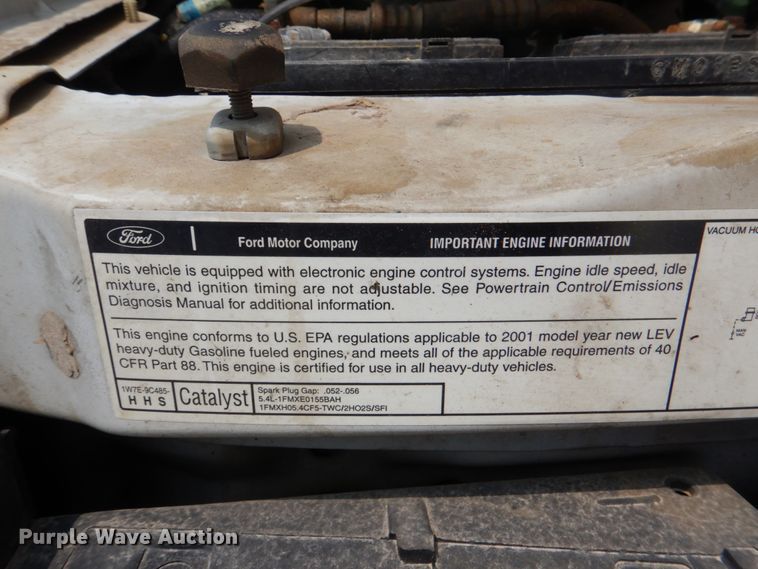 Ford
Ford Motor Company
IMPORTANT ENGINE INFORMATION
VACUUM
This vehicle is equipped with electronic engine control systems. Engine idle speed, idle
mixture, and ignition timing are not adjustable. See Powertrain Control/Emissions
Diagnosis Manual for additional information.
This engine conforms to U.S. EPA regulations applicable to 2001 model year new LEV
heavy-duty Gasoline fueled engines, and meets all of the applicable requirements of 40
CFR Part 88. This engine is certified for use in all heavy-duty vehicles.
1W7E-9C485-
HHS
Catalyst
Spark Plug Gap: .052-.056
5.4L-1FMXE0155BAH
1FMXH05.4CF5-TWC/2HO2S/SFI
MAN
VAC
Purple Wave Auction